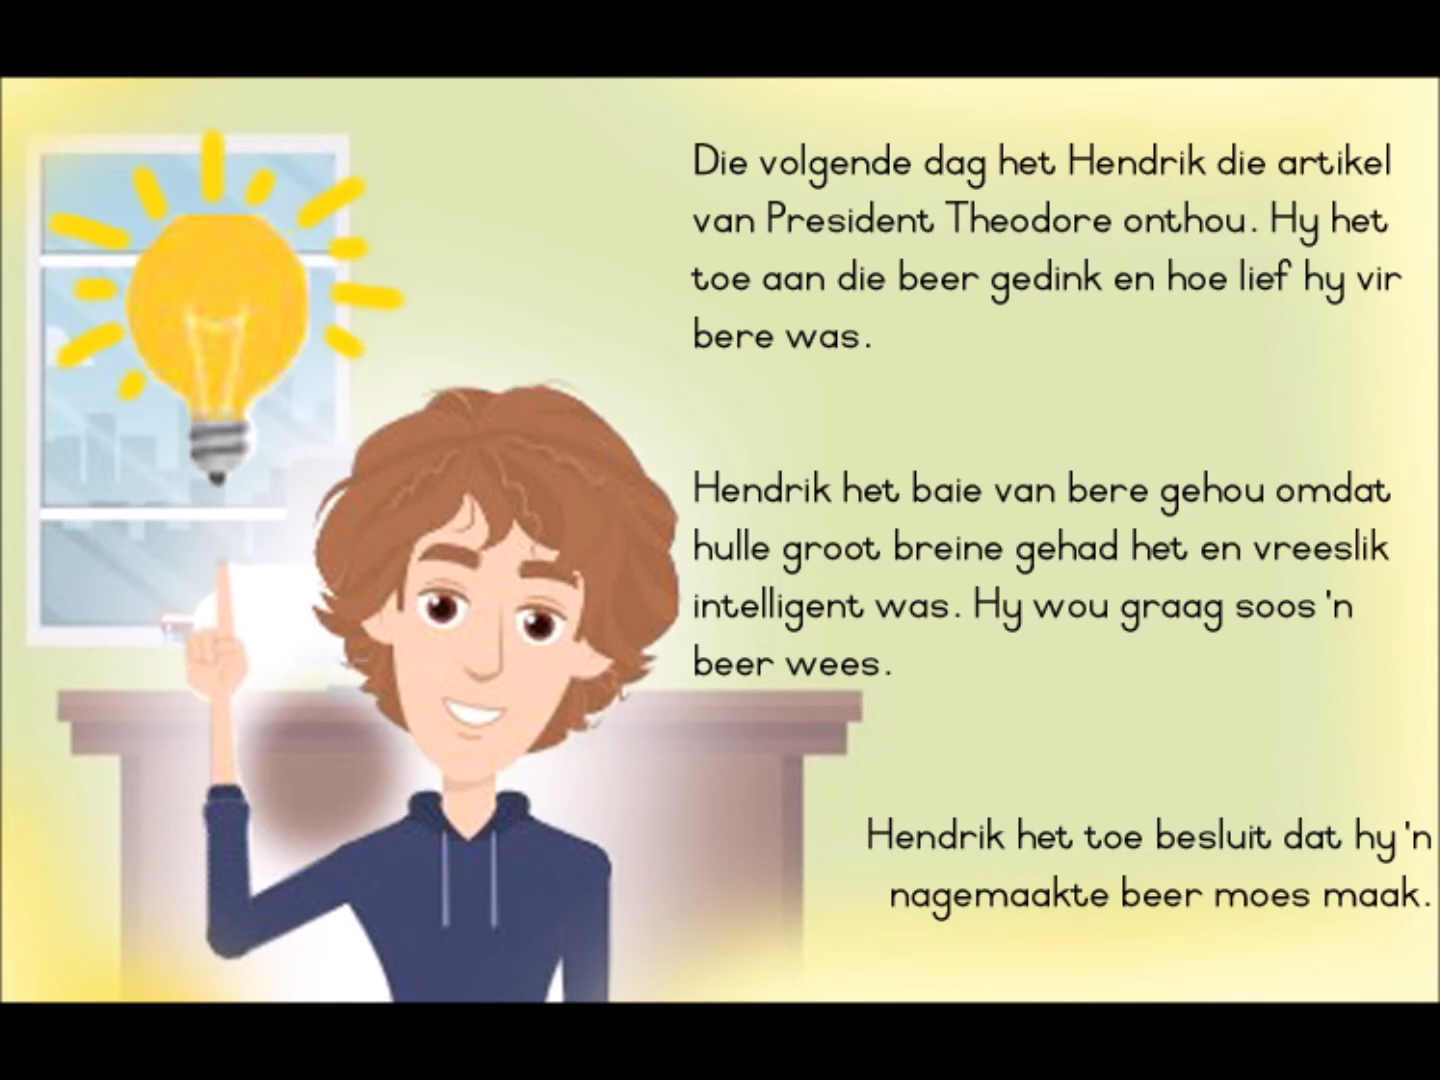 Die volgende dag het Hendrik die artikel
van President Theodore onthou. Hy het
toe aan die beer gedink en hoe lief hy vir
bere was.
Hendrik het baie van bere gehou omdat
hulle groot breine gehad het en vreeslik
intelligent was. Hy wou graag soos 'n
beer wees.
Hendrik het toe besluit dat hy 'n
nagemaakte beer moes maak.